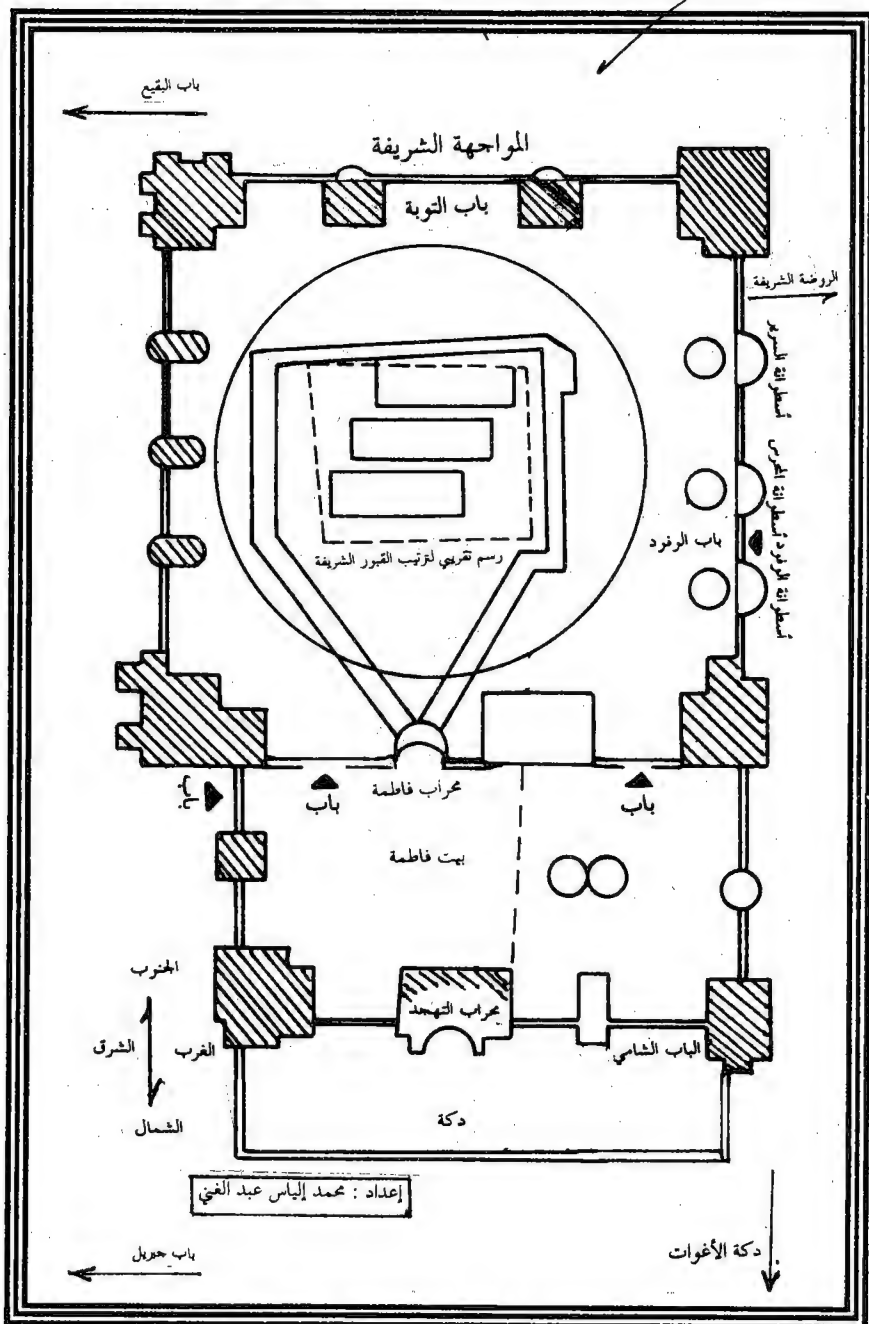 باب البقيع
المواجهة الشريفة
باب التوبة
الروضة الشريفة
أسطوانة السرير
أسطوانة الحرس
أسطوانة الوفود
باب الرفود
رسم تقريبي لترتيب القبور الشريفة
محراب فاطمة
باب
باب
باب
بيت فاطمة
الجنوب
الشرق
الغرب
الشمال
محراب التهجد
الباب الشامي
دكة
إعداد : محمد إلياس عبد الغني
دكة الأغوات
باب جبريل